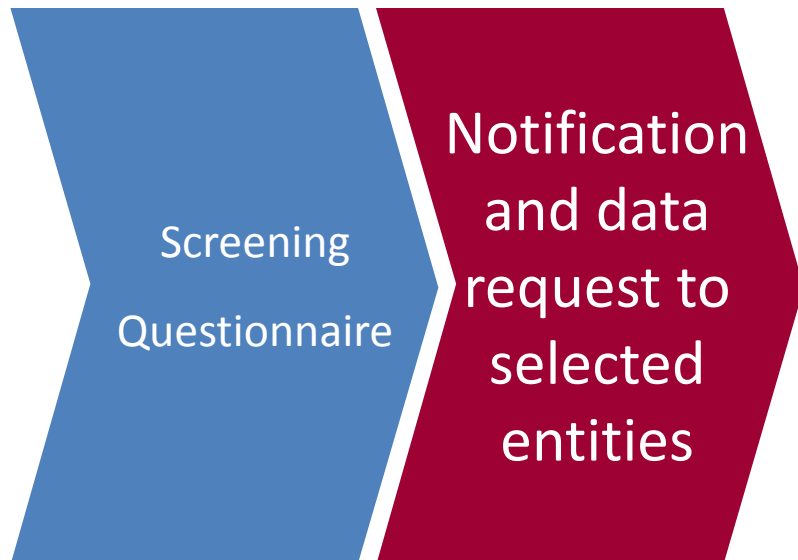 Screening
Questionnaire
Notification
and data
request to
selected
entities